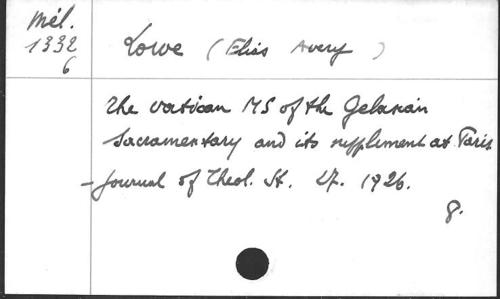 Mél.
1332
6
Lowe (Elias Avery)
The Vatican MS of the Gelasian
Sacramentary and its supplement at Paris
- Journal of Theol. St. 27. 1926.
8.